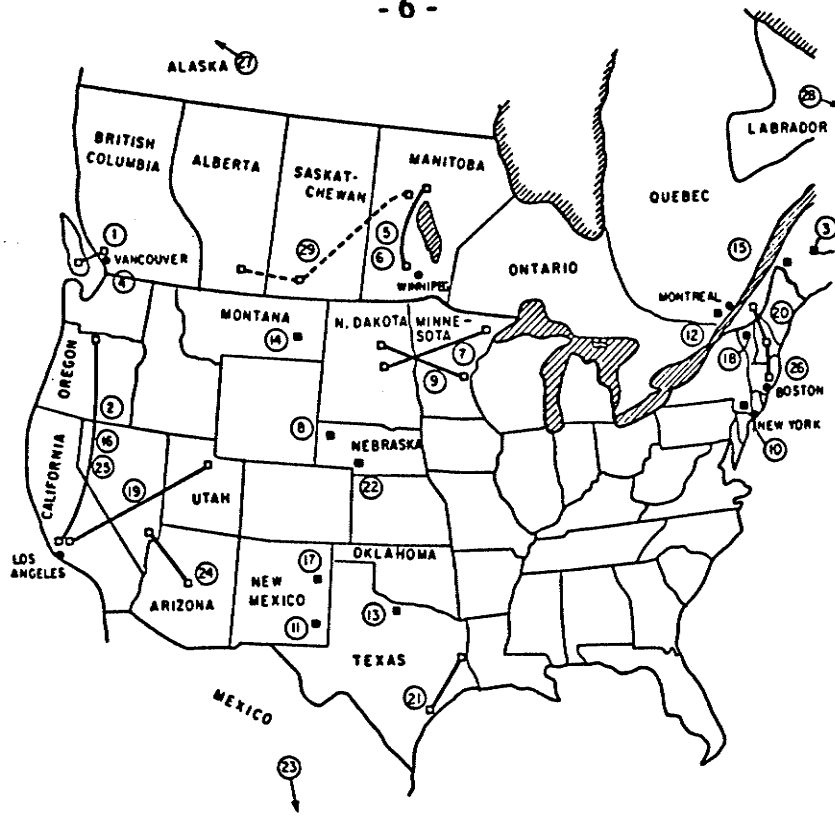 - 6 -
ALASKA 27
28
LABRADOR
BRITISH
COLUMBIA
ALBERTA
SASKAT-
CHEWAN
MANITOBA
QUEBEC
1
VANCOUVER
4
29
5
6
WINNIPEG
ONTARIO
15
3
MONTREAL
12
20
MONTANA
14
N. DAKOTA
MINNE-
SOTA
7
9
18
26
BOSTON
NEW YORK
10
OREGON
2
16
25
8
NEBRASKA
22
CALIFORNIA
19
UTAH
LOS
ANGELES
24
ARIZONA
17
NEW
MEXICO
11
OKLAHOMA
13
TEXAS
21
MEXICO
23